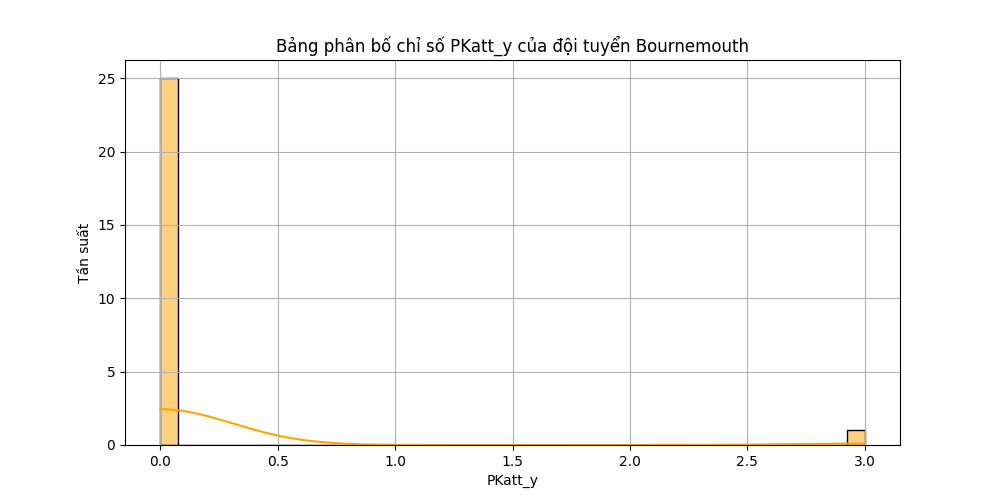 Bảng phân bố chỉ số PKatt_y của đội tuyển Bournemouth
25
20
15
10
5
0
Tần suất
0.0 0.5 1.0 1.5 2.0 2.5 3.0
PKatt_y